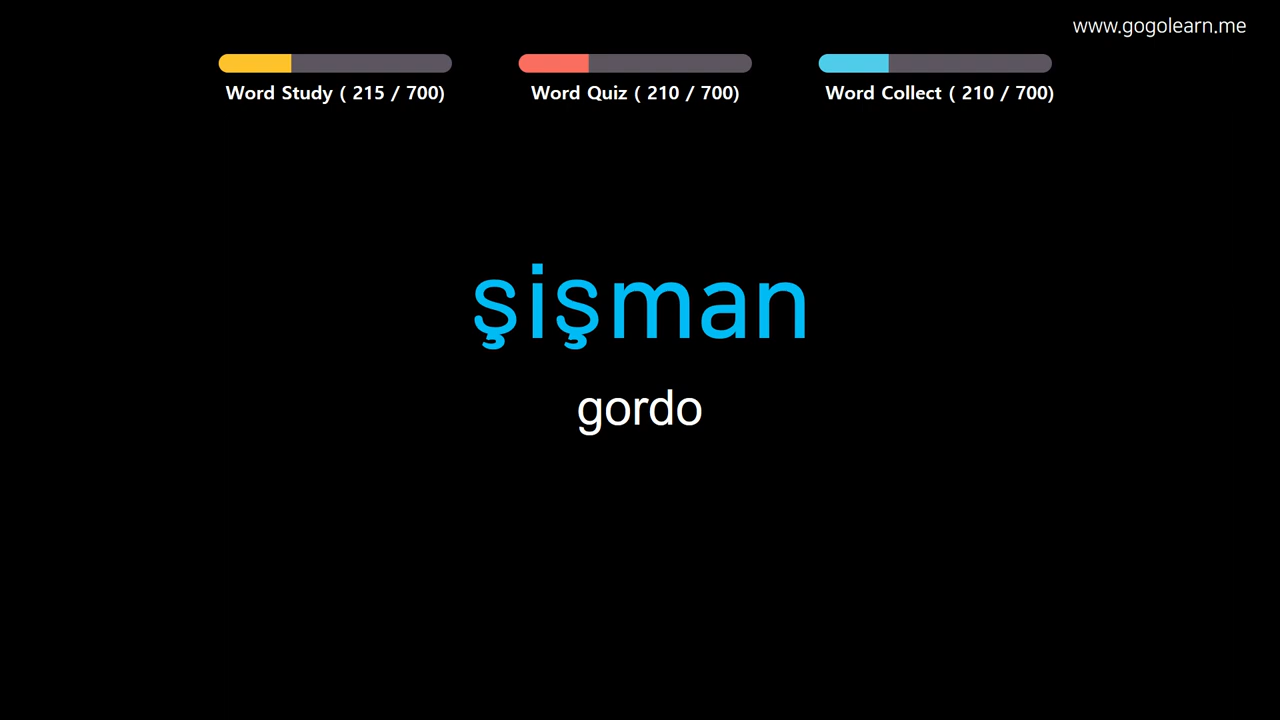 www.gogolearn.me
Word Study ( 215 / 700)
Word Quiz ( 210 / 700)
Word Collect ( 210 / 700)
şişman
gordo